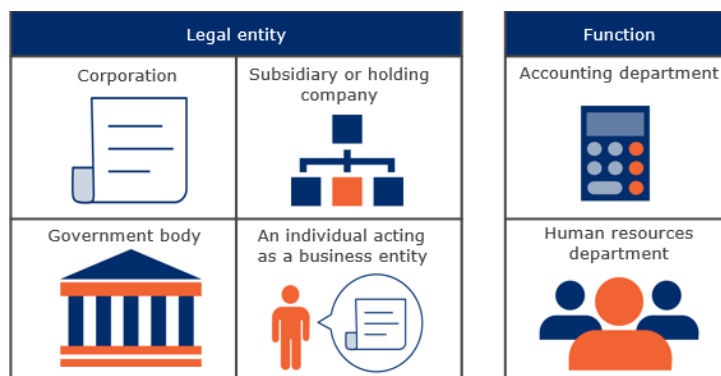 Legal entity
Function
Corporation
Subsidiary or holding
company
Accounting department
Government body
An individual acting
as a business entity
Human resources
department